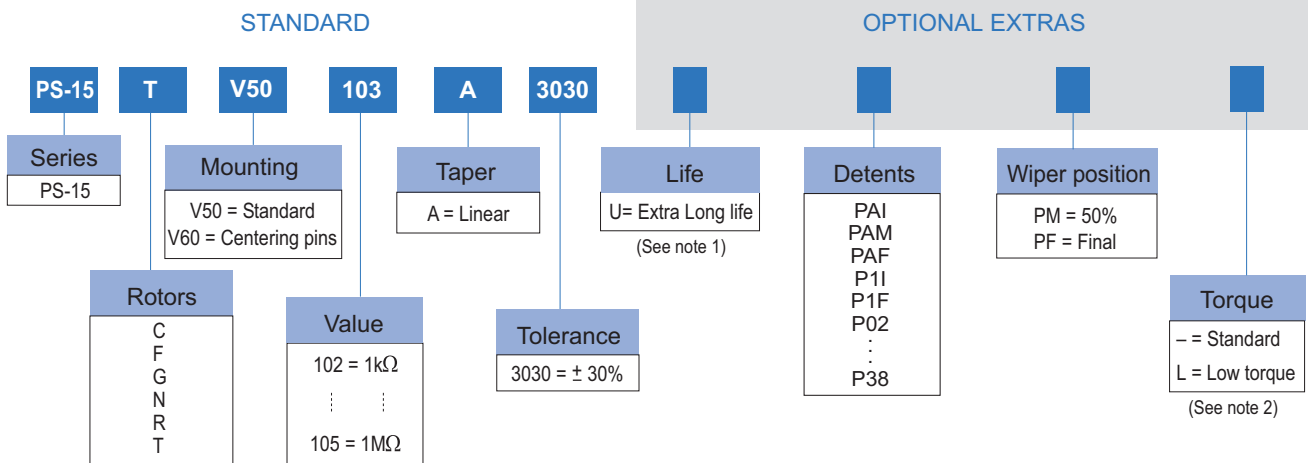 STANDARD
OPTIONAL EXTRAS
PS-15 T V50 103 A 3030
Series
PS-15
Mounting
V50 = Standard
V60 = Centering pins
Taper
A = Linear
Life
U= Extra Long life
(See note 1)
Detents
PAI
PAM
PAF
P1I
P1F
P02
:
:
P38
Wiper position
PM = 50%
PF = Final
Rotors
C
F
G
N
R
T
Value
102 = 1kΩ
105 = 1MΩ
Tolerance
3030 = ± 30%
Torque
– = Standard
L = Low torque
(See note 2)